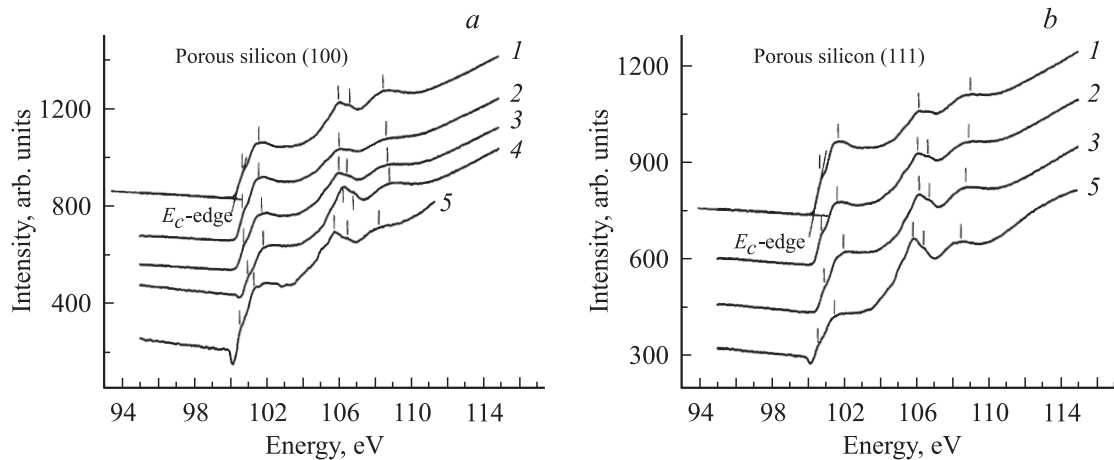 a
Porous silicon (100)
1
2
3
4
5
1200
800
400
E_c-edge
Intensity, arb. units
94 98 102 106 110 114
Energy, eV
b
Porous silicon (111)
1
2
3
5
1200
900
600
300
E_c-edge
Intensity, arb. units
94 98 102 106 110 114
Energy, eV